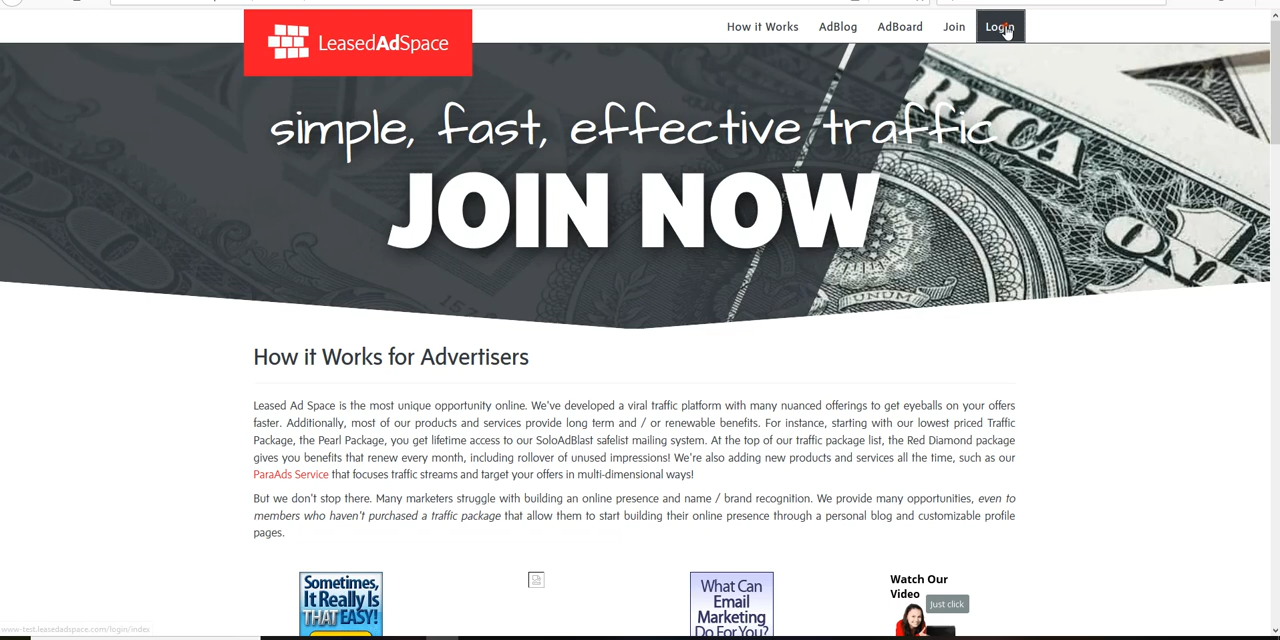 LeasedAdSpace
How it Works
AdBlog
AdBoard
Join
Login
simple, fast, effective traffic
JOIN NOW
How it Works for Advertisers
Leased Ad Space is the most unique opportunity online. We've developed a viral traffic platform with many nuanced offerings to get eyeballs on your offers
faster. Additionally, most of our products and services provide long term and / or renewable benefits. For instance, starting with our lowest priced Traffic
Package, the Pearl Package, you get lifetime access to our SoloAdBlast safelist mailing system. At the top of our traffic package list, the Red Diamond package
gives you benefits that renew every month, including rollover of unused impressions! We're also adding new products and services all the time, such as our
ParaAds Service that focuses traffic streams and target your offers in multi-dimensional ways!
But we don't stop there. Many marketers struggle with building an online presence and name / brand recognition. We provide many opportunities, even to
members who haven't purchased a traffic package that allow them to start building their online presence through a personal blog and customizable profile
pages.
Sometimes,
It Really Is
THAT EASY!
What Can
Email
Marketing
Do For You?
Watch Our
Video
Just click
www-test.leasedadspace.com/login/index